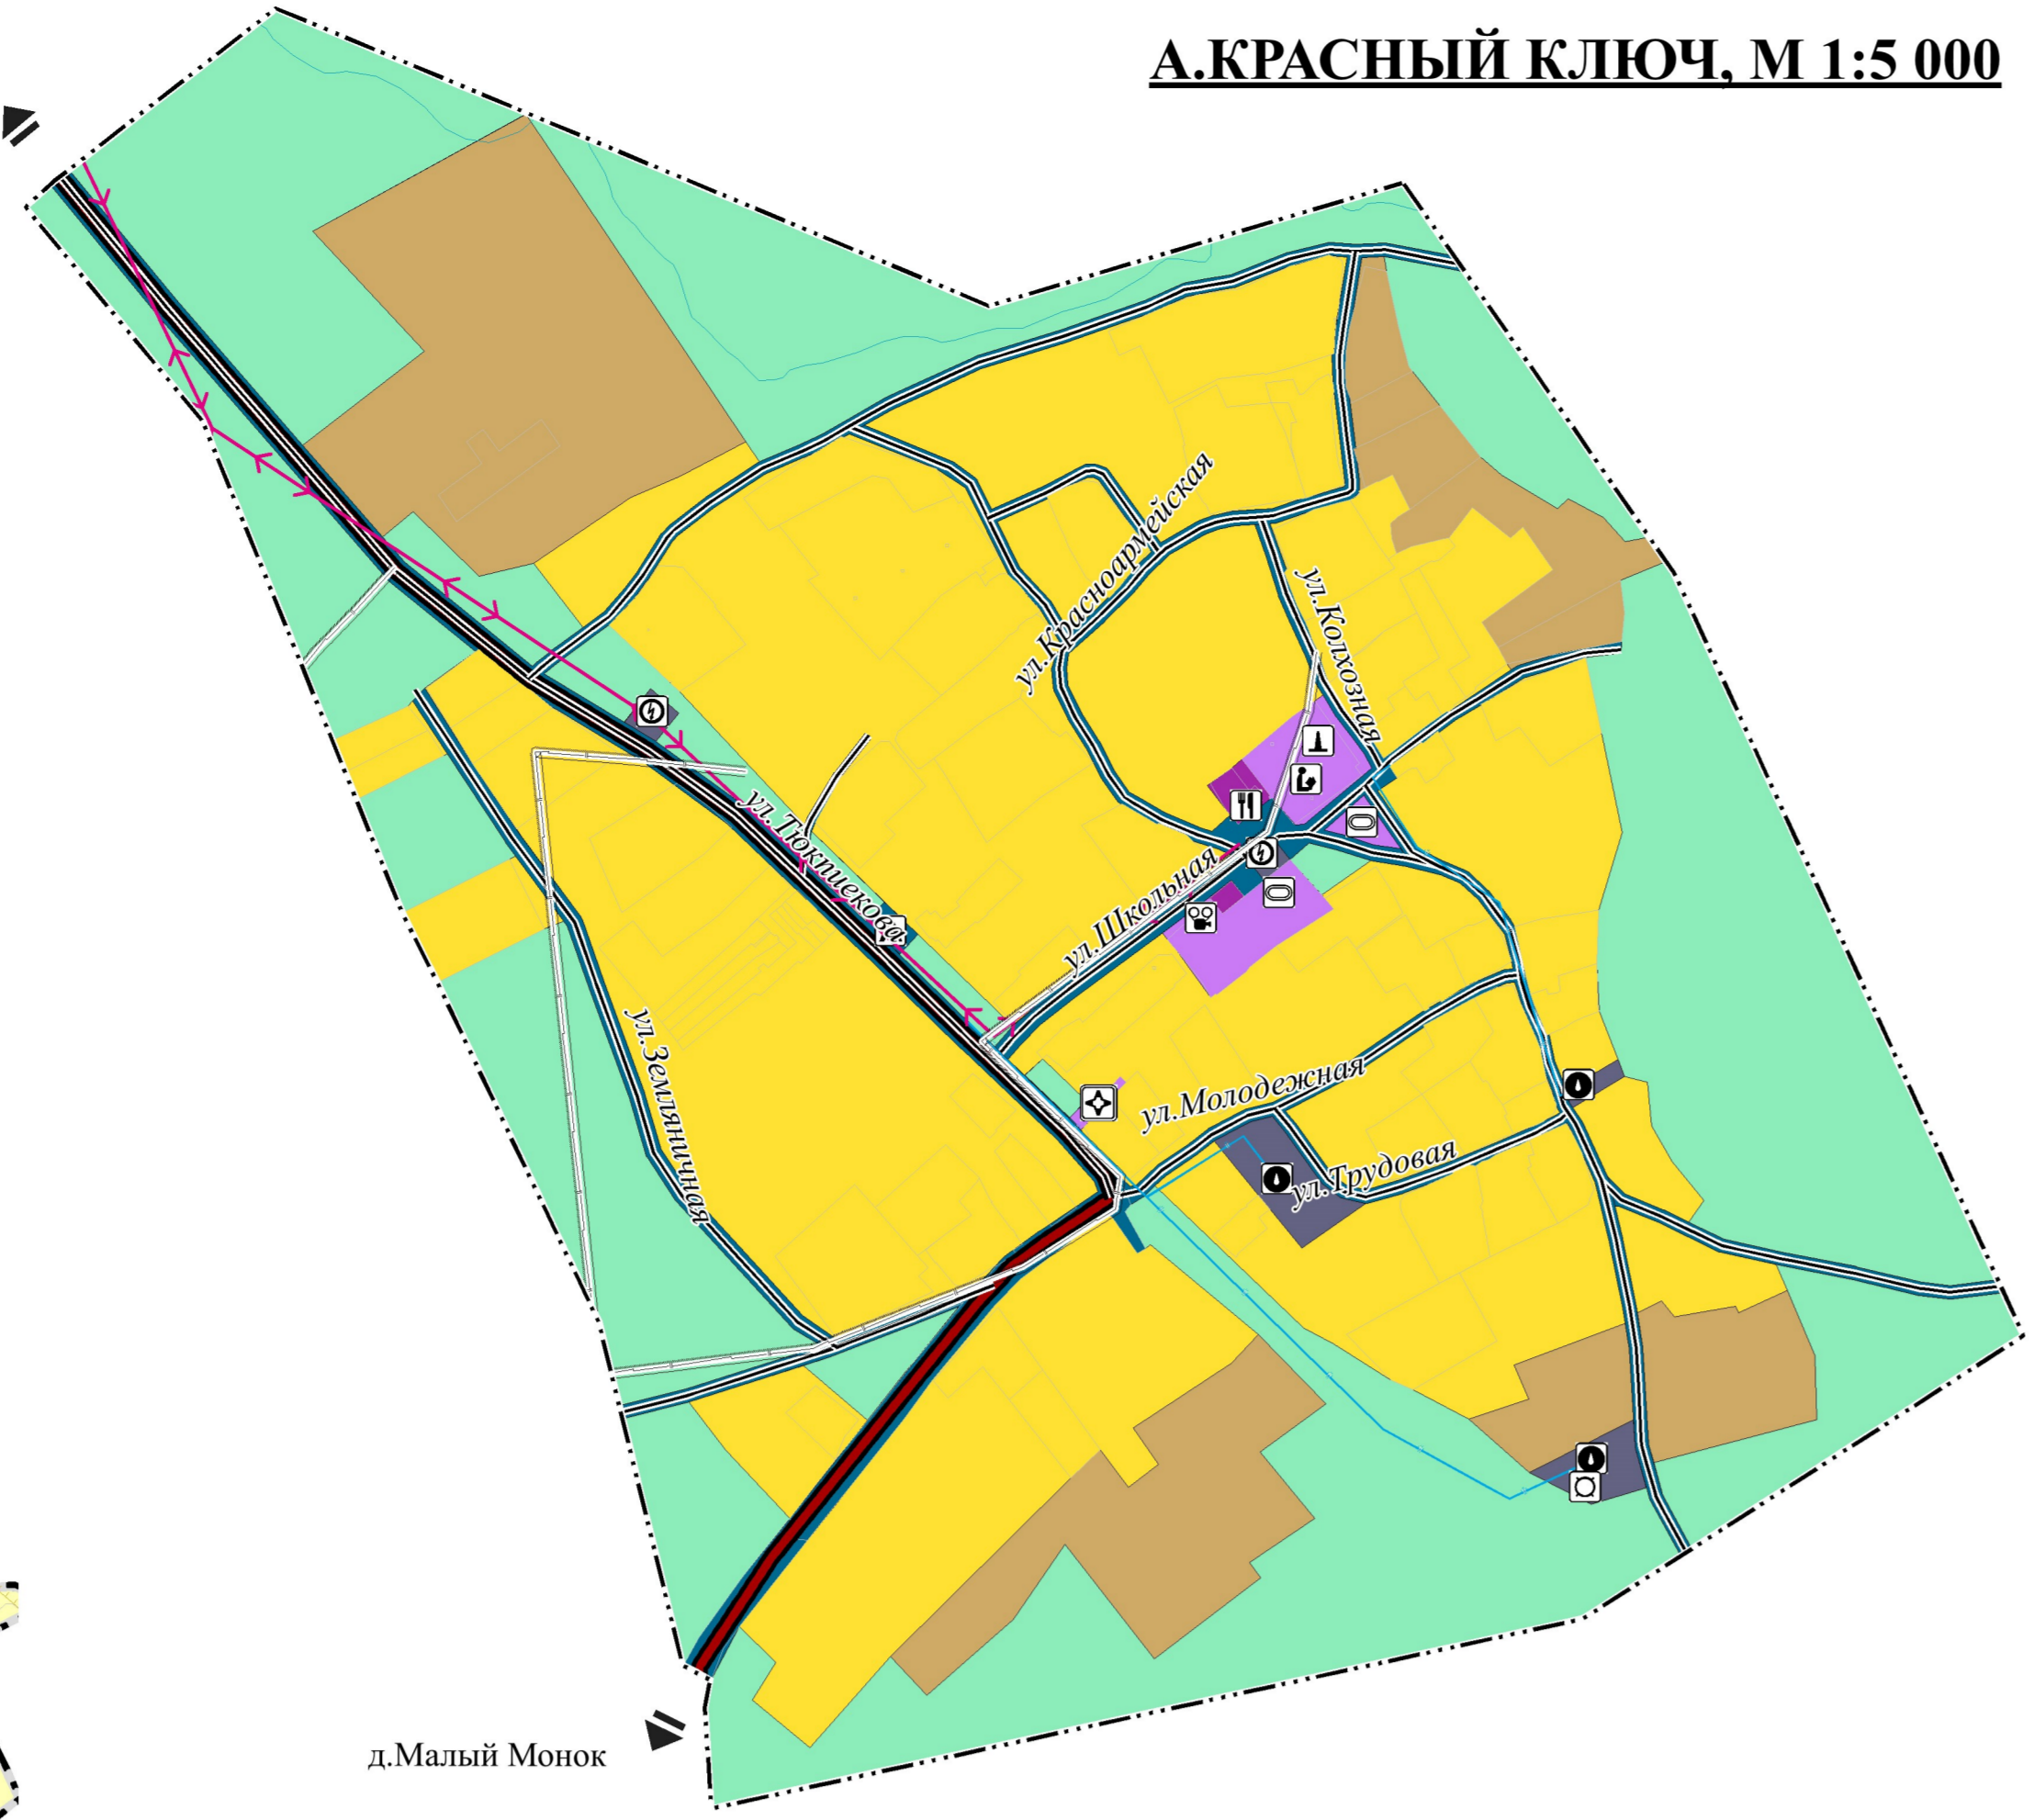 А.КРАСНЫЙ КЛЮЧ, М 1:5 000
ул.Красноармейская
ул.Колхозная
ул.Тюкпиекова
ул.Школьная
ул.Земляничная
ул.Молодежная
ул.Трудовая
д.Малый Монок